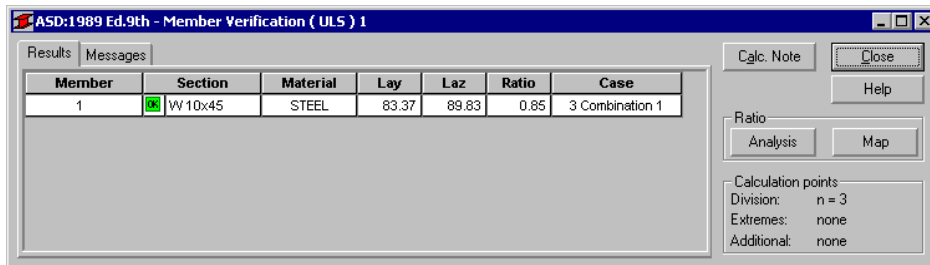 ASD:1989 Ed.9th - Member Verification ( ULS ) 1
Results Messages
Member Section Material Lay Laz Ratio Case
1 OK W 10x45 STEEL 83.37 89.83 0.85 3 Combination 1
Calc. Note Close
Help
Ratio
Analysis Map
Calculation points
Division: n = 3
Extremes: none
Additional: none